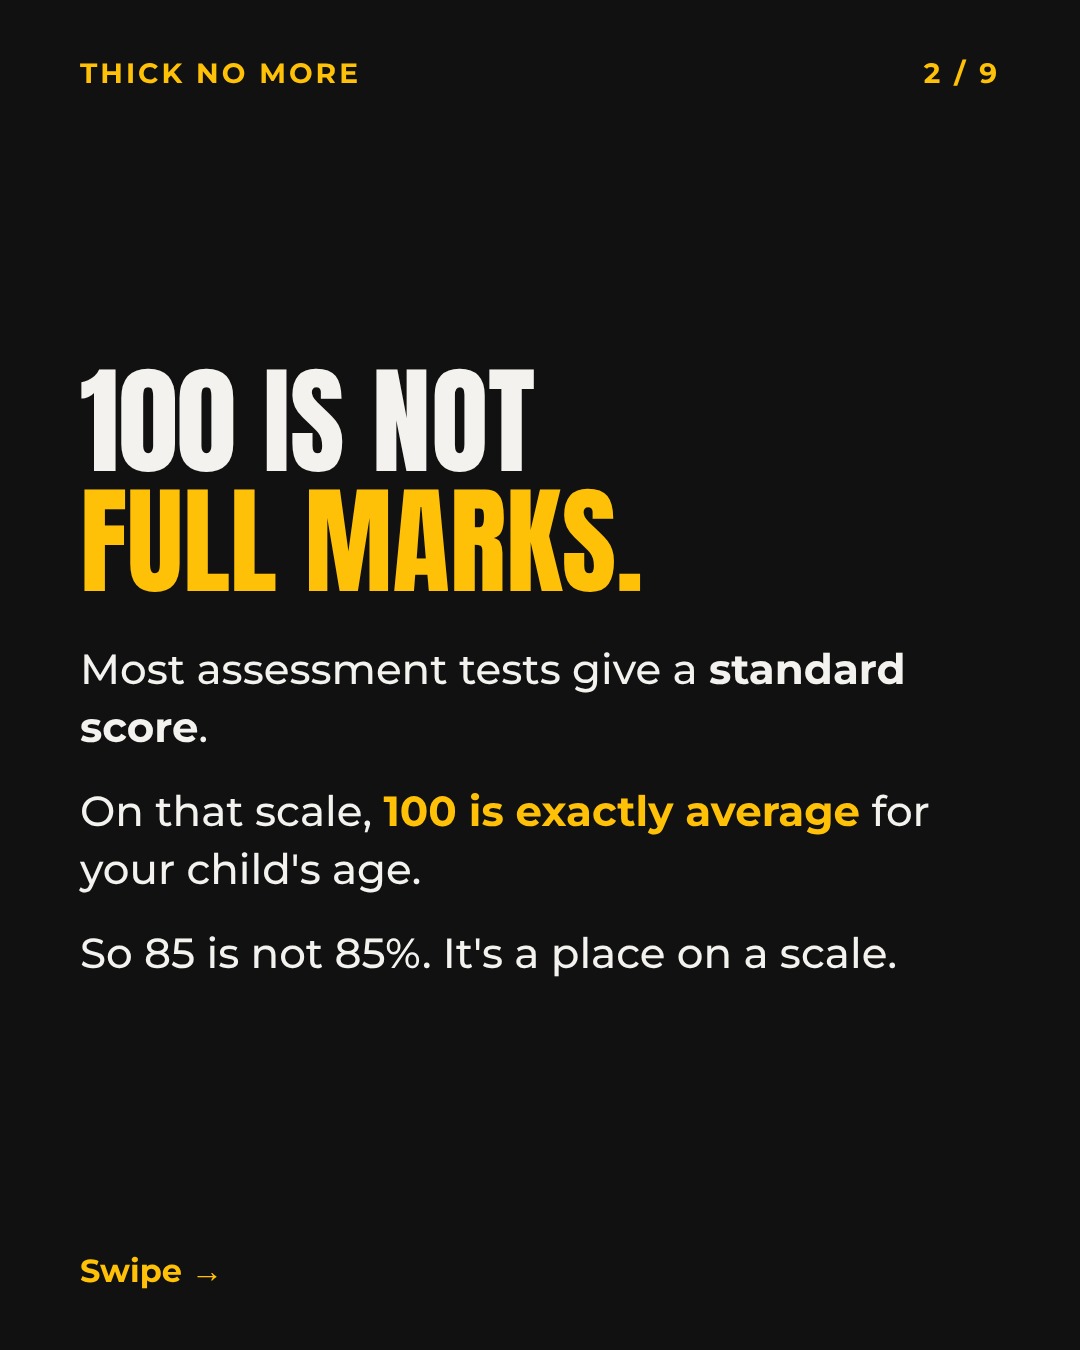 THICK NO MORE
2 / 9
100 IS NOT
FULL MARKS.
Most assessment tests give a standard
score.
On that scale, 100 is exactly average for
your child's age.
So 85 is not 85%. It's a place on a scale.
Swipe →